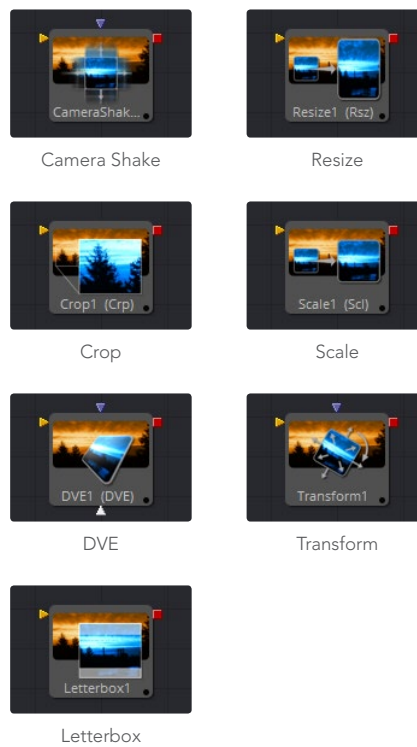 CameraShak...
Camera Shake
Resize1 (Rsz)
Resize
Crop1 (Crp)
Crop
Scale1 (Scl)
Scale
DVE1 (DVE)
DVE
Transform1
Transform
Letterbox1
Letterbox